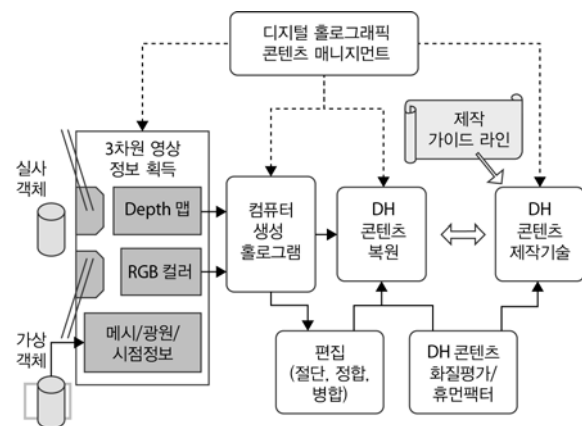 디지털 홀로그래픽
콘텐츠 매니지먼트
제작
가이드 라인
3차원 영상
정보 획득
실사
객체
Depth 맵
RGB 컬러
메시/광원/
시점정보
가상
객체
컴퓨터
생성
홀로그램
DH
콘텐츠
복원
DH
콘텐츠
제작기술
편집
(절단, 정합,
병합)
DH 콘텐츠
화질평가/
휴먼팩터